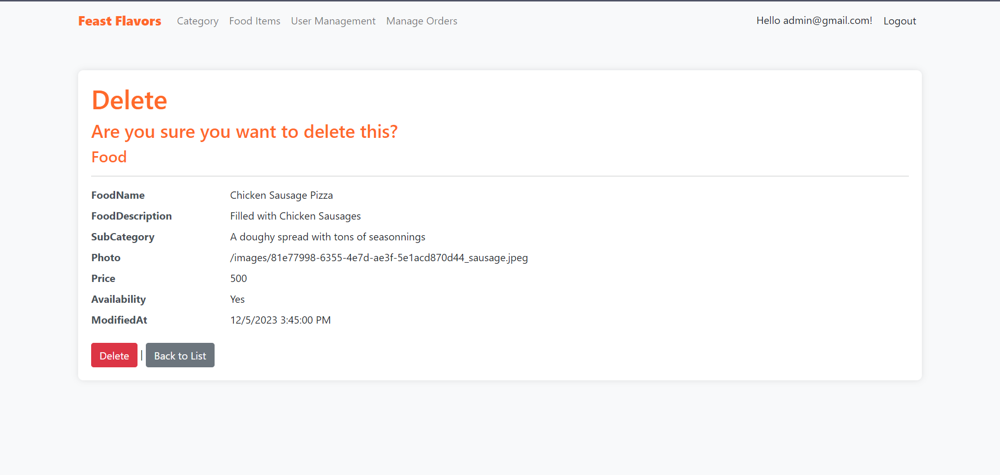 Feast Flavors Category Food Items User Management Manage Orders Hello admin@gmail.com! Logout
Delete
Are you sure you want to delete this?
Food
FoodName Chicken Sausage Pizza
FoodDescription Filled with Chicken Sausages
SubCategory A doughy spread with tons of seasonnings
Photo /images/81e77998-6355-4e7d-ae3f-5e1acd870d44_sausage.jpeg
Price 500
Availability Yes
ModifiedAt 12/5/2023 3:45:00 PM
Delete | Back to List